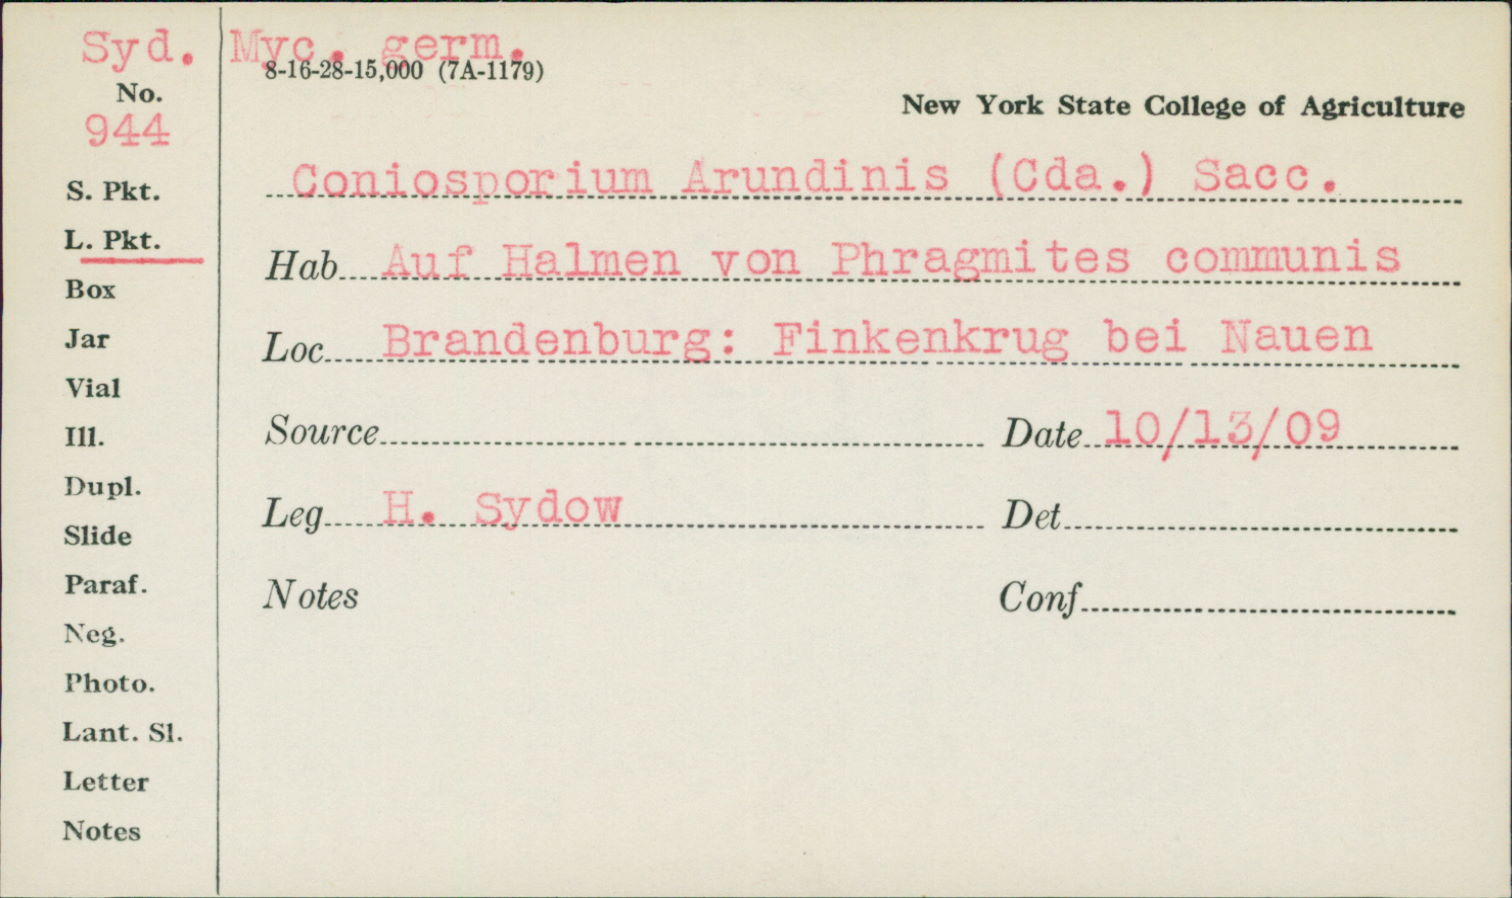 Syd. Myc. germ.
8-16-28-15,000 (7A-1179)
No.
944
New York State College of Agriculture
Coniosporium Arundinis (Cda.) Sacc.
Hab Auf Halmen von Phragmites communis
Loc Brandenburg: Finkenkrug bei Nauen
Source Date 10/13/09
Leg H. Sydow Det
Notes Conf
S. Pkt.
L. Pkt.
Box
Jar
Vial
Ill.
Dupl.
Slide
Paraf.
Neg.
Photo.
Lant. Sl.
Letter
Notes